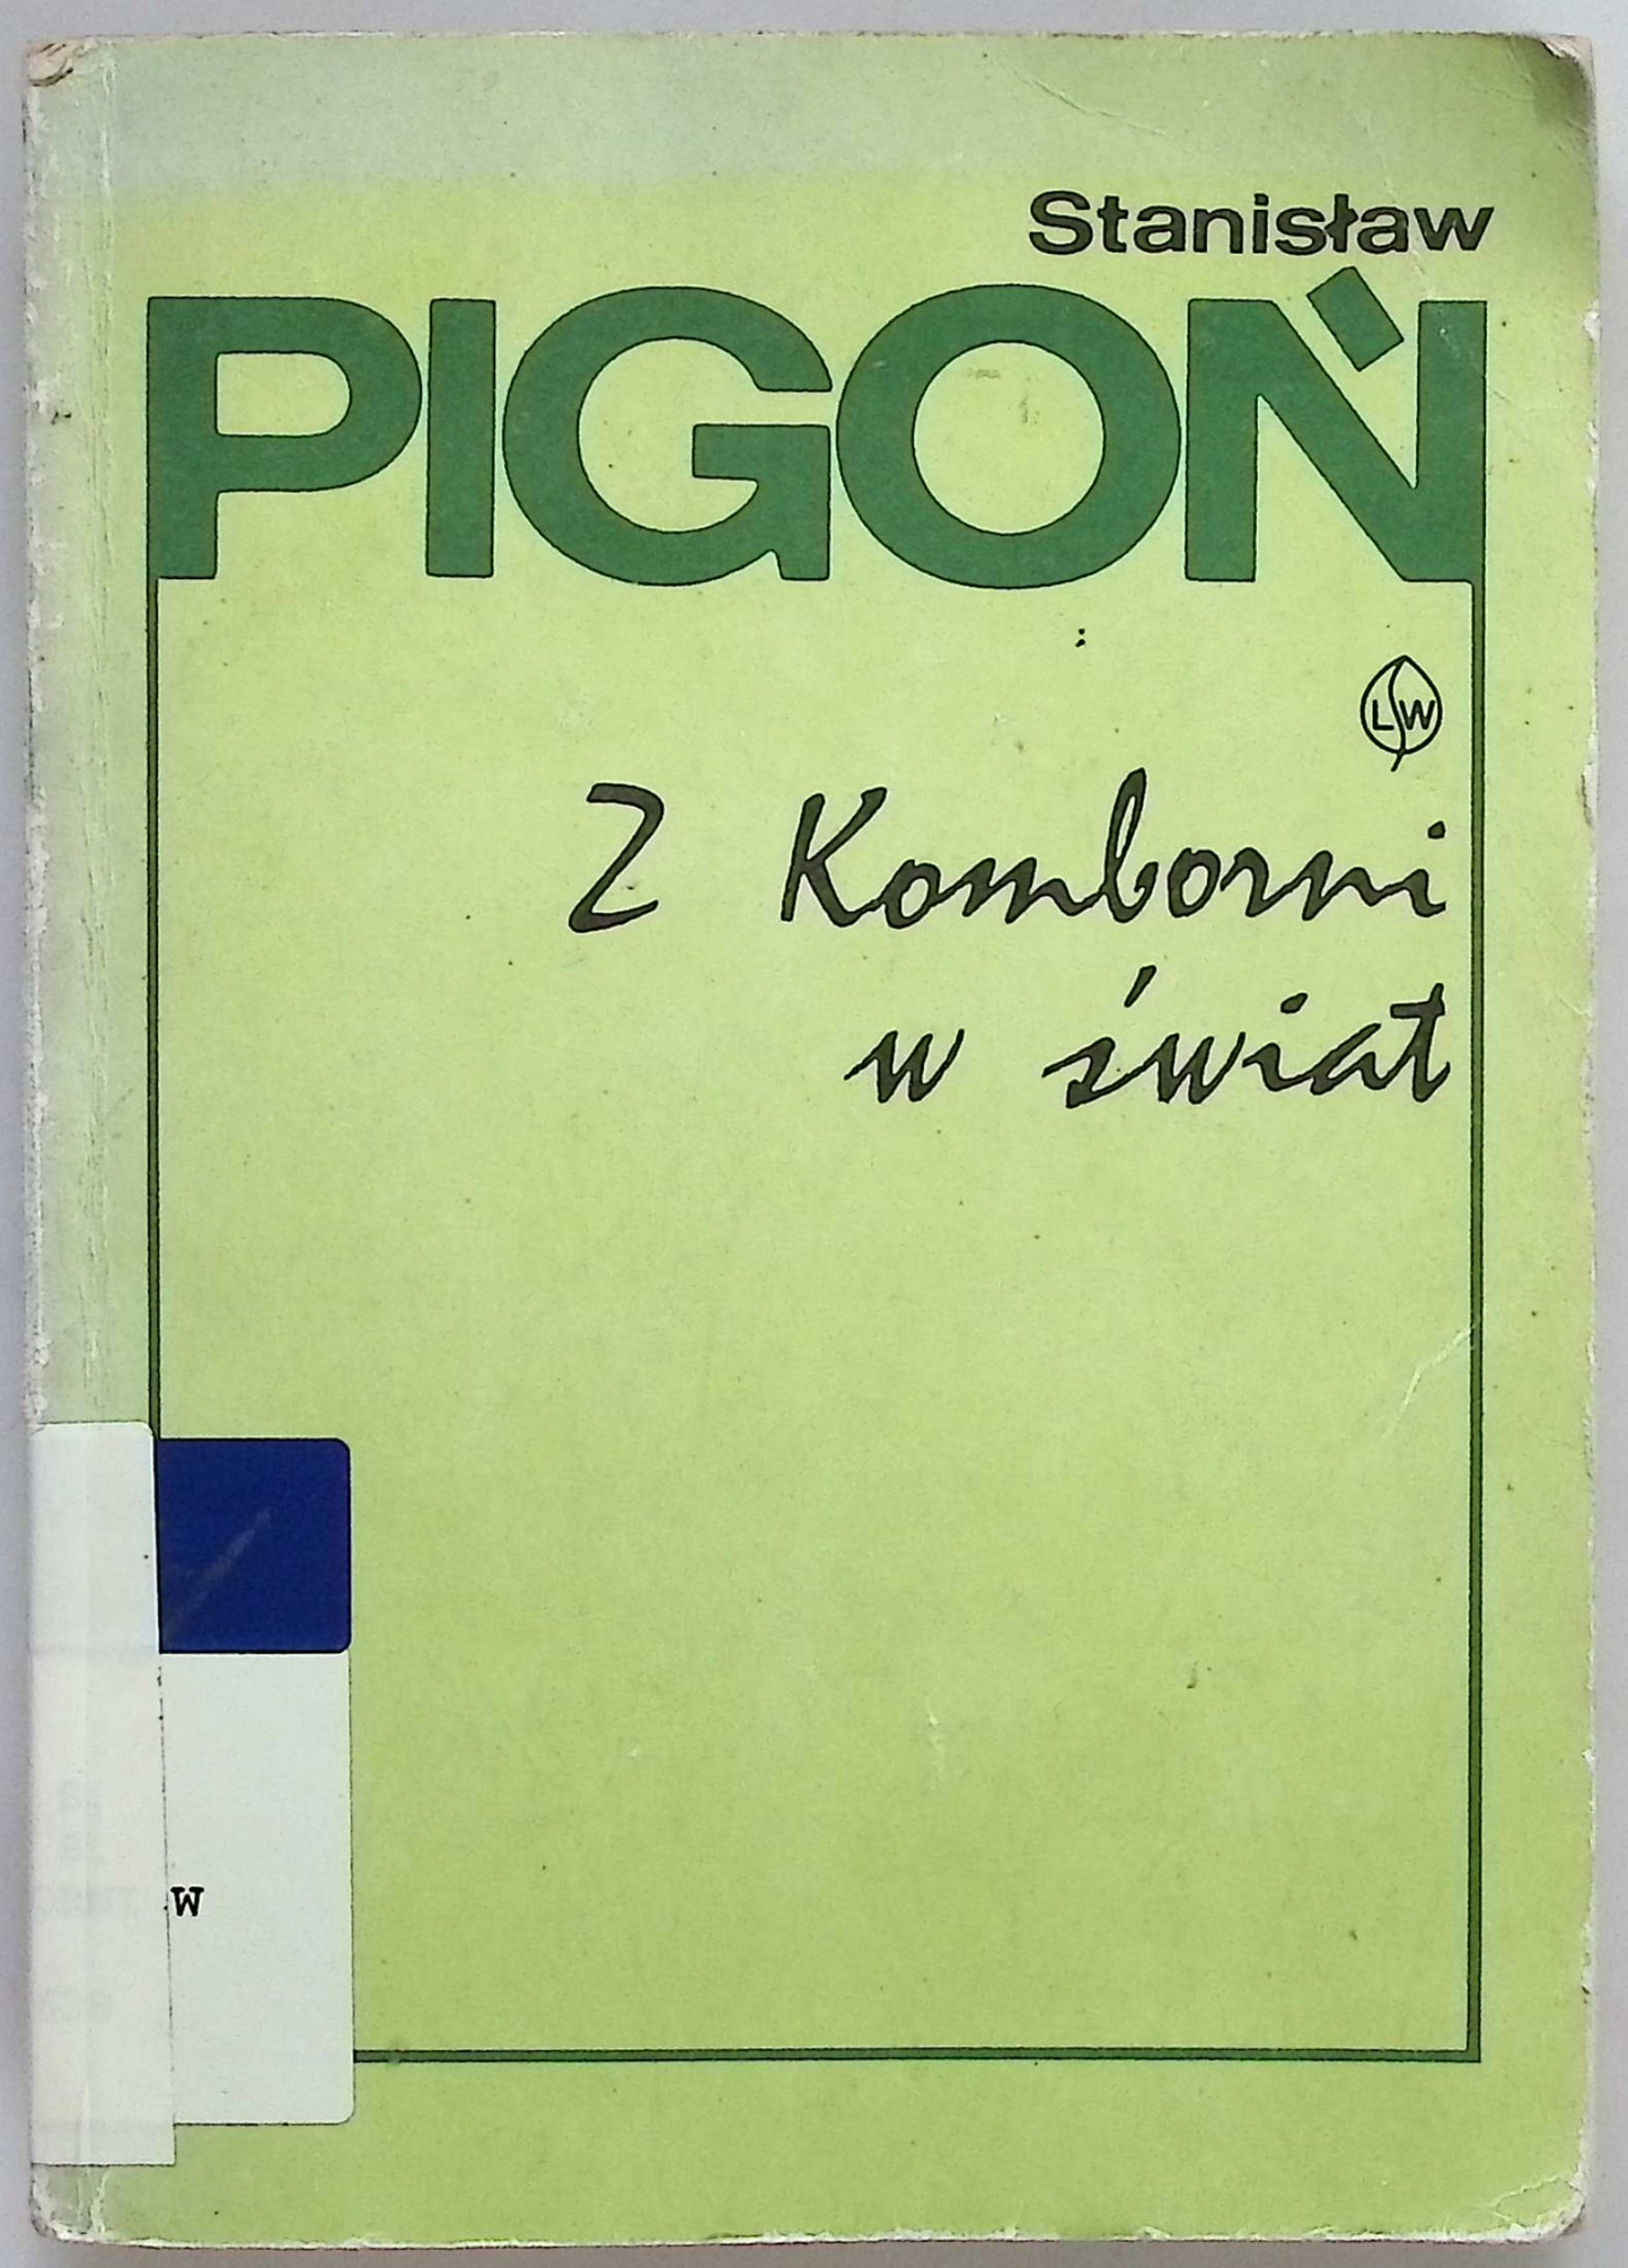 Stanisław
PIGOŃ
LSW
Z Komborni
w świat
W